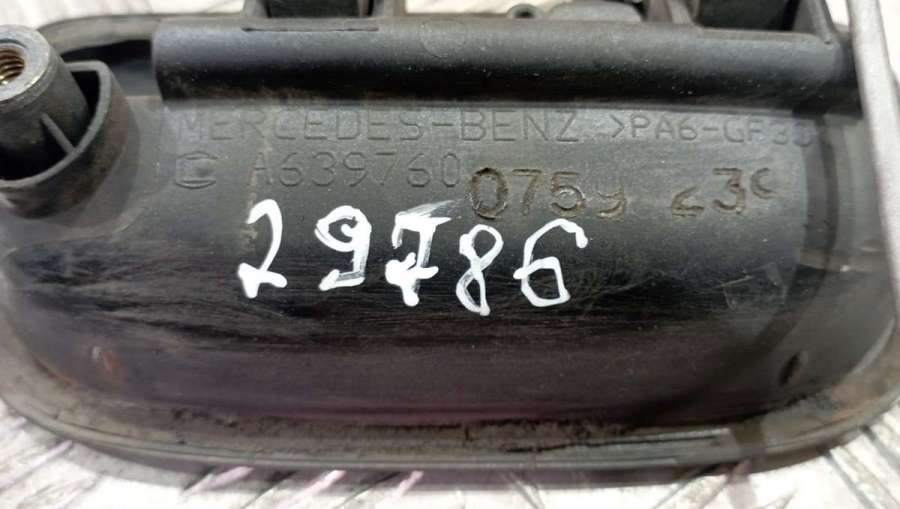 MERCEDES-BENZ >PA6-GF30
A639760 0759 23
29786